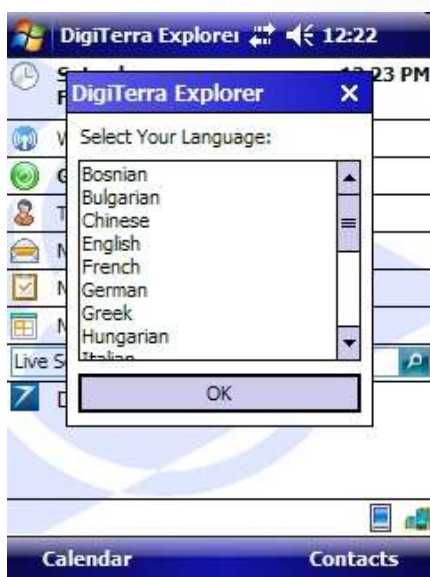 DigiTerra Explorer 12:22
23 PM
DigiTerra Explorer X
Select Your Language:
Bosnian
Bulgarian
Chinese
English
French
German
Greek
Hungarian
Italian
OK
Live S
Calendar Contacts